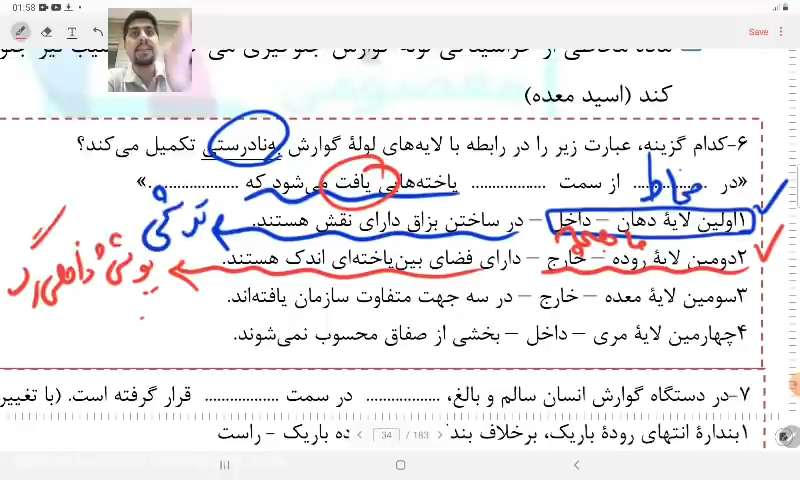 01:58
Save
کند (اسید معده)
۶-کدام گزینه، عبارت زیر را در رابطه با لایه‌های لولهٔ گوارش به‌نادرستی تکمیل می‌کند؟
مخاط
«در .............. از سمت .................. یاخته‌هایی یافت می‌شود که ......................»
۱اولین لایهٔ دهان – داخل – در ساختن بزاق دارای نقش هستند.
ترشحی
۲دومین لایهٔ روده – خارج – دارای فضای بین‌یاخته‌ای اندک هستند.
۳سومین لایهٔ معده – خارج – در سه جهت متفاوت سازمان یافته‌اند.
۴چهارمین لایهٔ مری – داخل – بخشی از صفاق محسوب نمی‌شوند.
۷-در دستگاه گوارش انسان سالم و بالغ، .................. در سمت .................. قرار گرفته است. (با تغییر
۱بندارهٔ انتهای رودهٔ باریک، برخلاف بند
ده باریک - راست
34 / 183